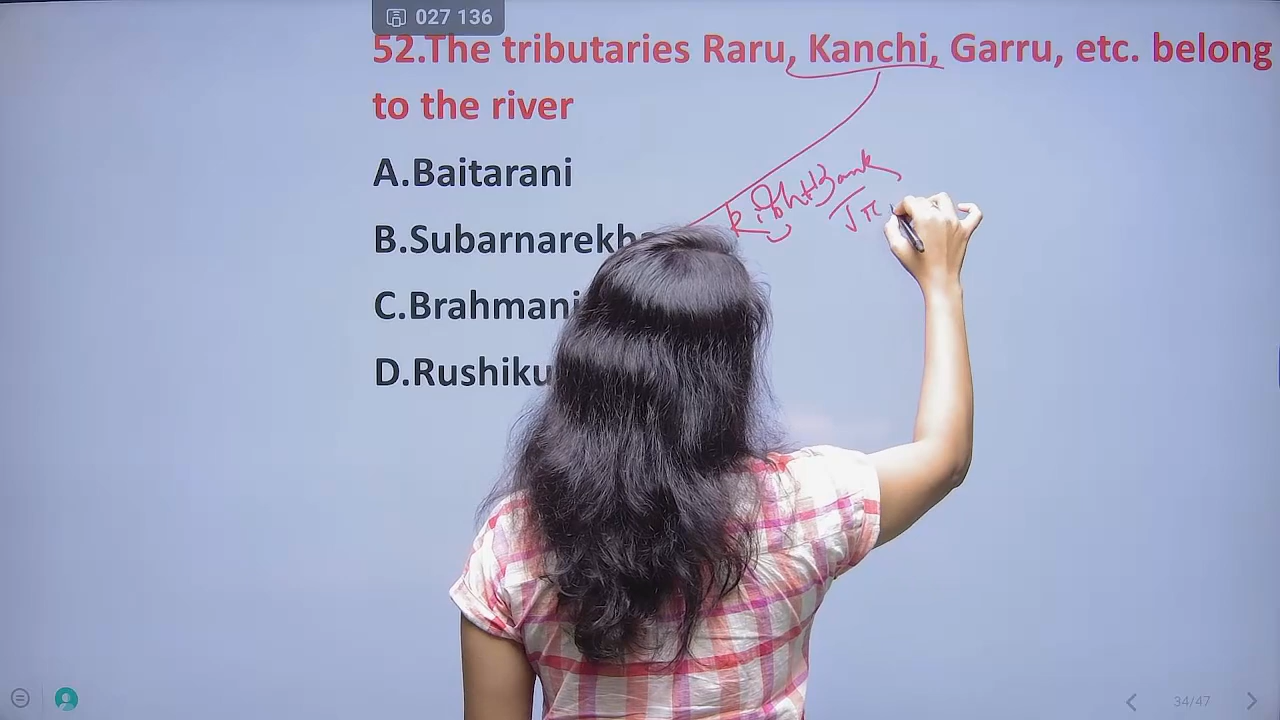 027 136
52.The tributaries Raru, Kanchi, Garru, etc. belong
to the river
A.Baitarani
Right Bank
B.Subarnarekha
C.Brahmani
D.Rushiku
34/47